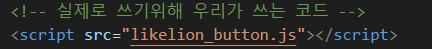 <!-- 실제로 쓰기위해 우리가 쓰는 코드 -->
<script src="likelion_button.js"></script>